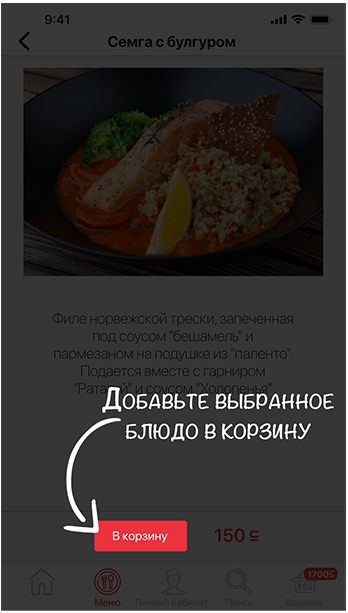 9:41
Семга с булгуром
Филе норвежской трески, запеченная
под соусом "бешамель" и
пармезаном на подушке из "паленто".
Подается вместе с гарниром
"Рататуй" и соусом "Холопенья"
Добавьте выбранное
блюдо в корзину
В корзину
150 ⊆
1700⊆
Меню
Личный Кабинет
Поиск
Корзина